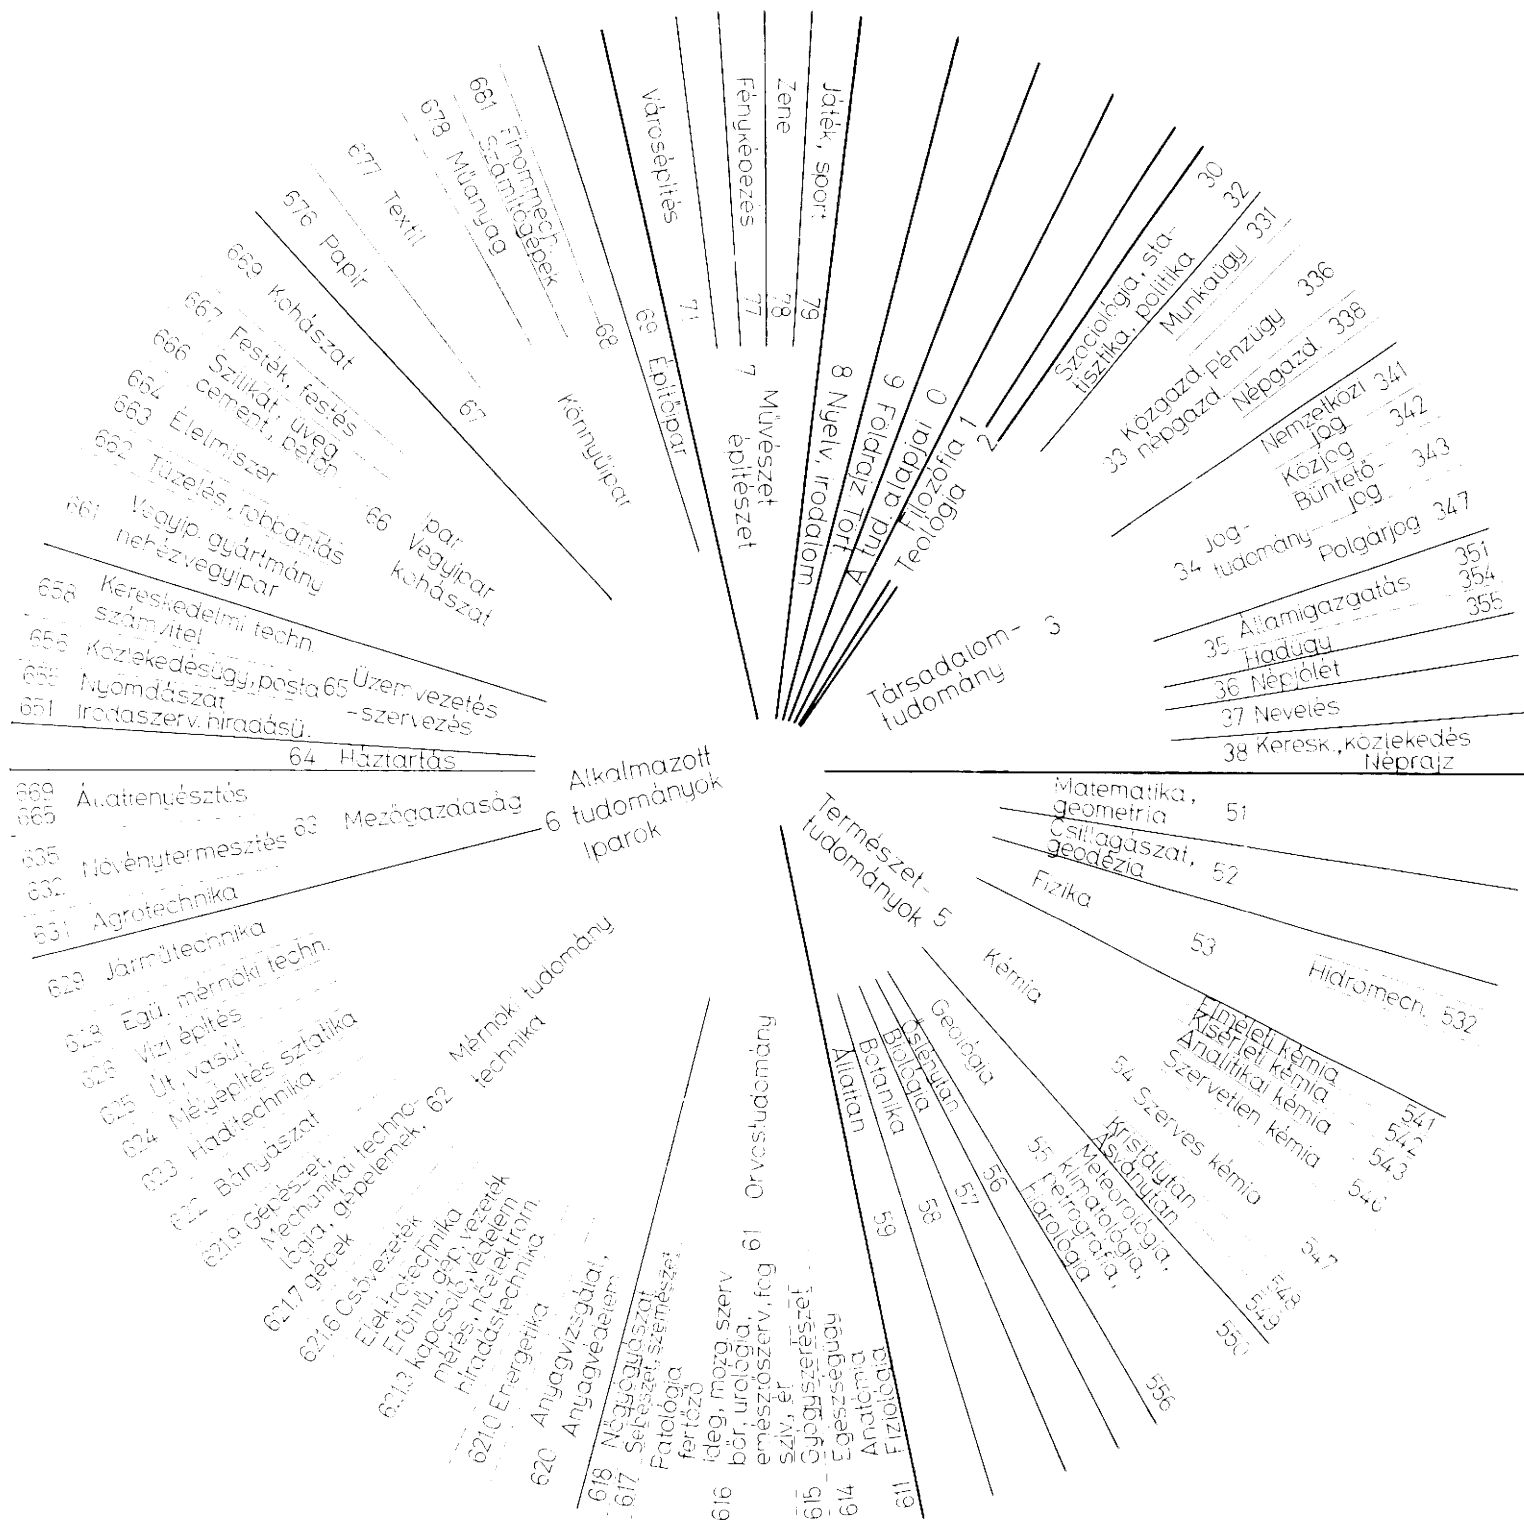 8 Nyelv, irodalom
9 Földrajz Tört
A tud. alapjai 0
Filozófia 1
Teológia 2
Társadalom- 3
tudomány
30
Szociológia, sta-
tisztika, politika
32
Munkaügy 331
33 Közgazd.
népgazd.
pénzügy 336
Népgazd. 338
34 Jog-
tudomány
Nemzetközi 341
jog
Közjog 342
Büntető- 343
jog
Polgárjog 347
351
35 Államigazgatás 354
Hadügy 355
36 Népjólét
37 Nevelés
38 Keresk., közlekedés
Néprajz
Természet-
tudományok 5
Matematika, 51
geometria
Csillagászat, 52
geodézia
Fizika
53
Hidromech. 532
Kémia
54
Elméleti kémia 541
Kisérleti kémia 542
Analitikai kémia 543
Szervetlen kémia 546
Szerves kémia 547
Kristálytan 548
Ásványtan 549
Geológia
55
Meteorológia, 550
klimatológia,
petrografia,
Hidrológia 556
Őslénytan 56
Biológia 57
Botanika 58
Állattan 59
Alkalmazott
6 tudományok
Iparok
61 Orvostudomány
611
Fiziológia
Anatómia
614 Egészségügy
615 Gyógyszerészet
616
szív, ér
emésztőszerv, fog
bőr, urológia,
ideg, mozg. szerv
fertőző
Patológia
617 Sebészet, szemészet
618 Nőgyógyászat
62 Mérnöki tudomány
technika
620 Anyagvizsgálat,
Anyagvédelem
621.0 Energetika
621.3
Elektrotechnika
Erőmű, gép, vezeték
kapcsoló, védelem
mérés, hőelektrom.
híradástechnika
621.6 Csővezeték
621.7 gépek
Mechanikai techno-
lógia, gépelemek,
621.9 Gépészet,
622 Bányászat
623 Haditechnika
624 Mélyépítés sztatika
625 Út, vasút
626 Vízi építés
628 Egü. mérnöki techn.
629 Járműtechnika
63 Mezőgazdaság
631 Agrotechnika
632
635 Növénytermesztés
665
669 Állattenyésztés
64 Háztartás
65 Üzemvezetés
-szervezés
651 Irodaszerv. híradásü.
655 Nyomdászat
656 Közlekedésügy, posta
658 Kereskedelmi techn.
számvitel
66 Ipar
Vegyipar
kohászat
661 Vegyip. gyártmány
nehézvegyipar
662 Tüzelés, robbantás
663 Élelmiszer
664
666 Szilikát, üveg
cement, beton
667 Festék, festés
669 Kohászat
67 Könnyűipar
676 Papír
677 Textil
678 Műanyag
68
681 Finommech.
Számítógépek
69 Építőipar
7 Művészet
építészet
71 Városépítés
77 Fényképezés
78 Zene
79 Játék, sport